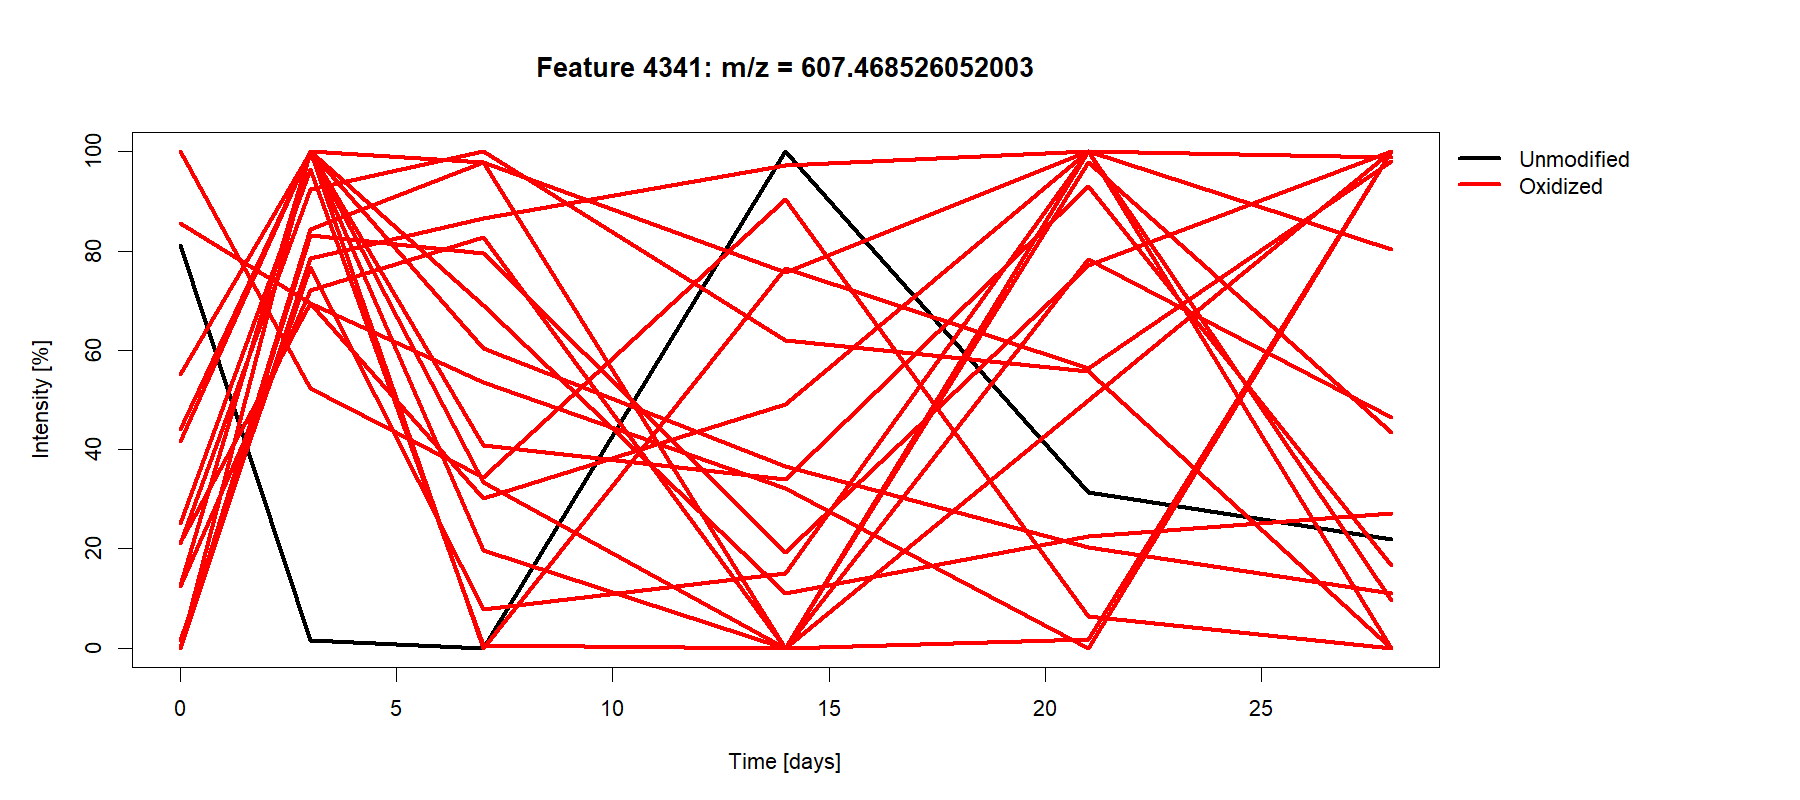 Feature 4341: m/z = 607.468526052003
Unmodified
Oxidized
Intensity [%]
100
80
60
40
20
0
0 5 10 15 20 25
Time [days]